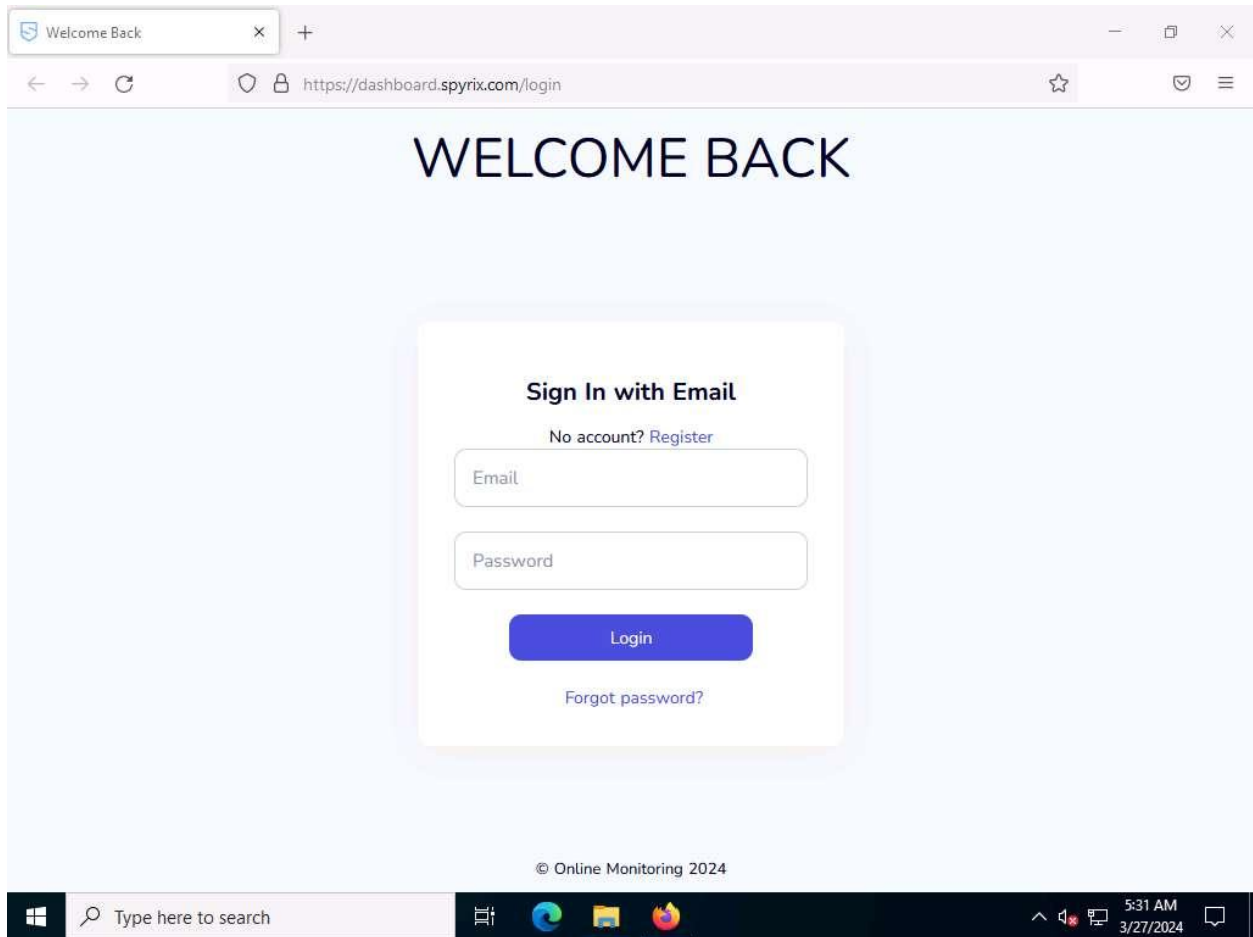 Welcome Back
https://dashboard.spyrix.com/login
WELCOME BACK
Sign In with Email
No account? Register
Email
Password
Login
Forgot password?
© Online Monitoring 2024
Type here to search
5:31 AM
3/27/2024